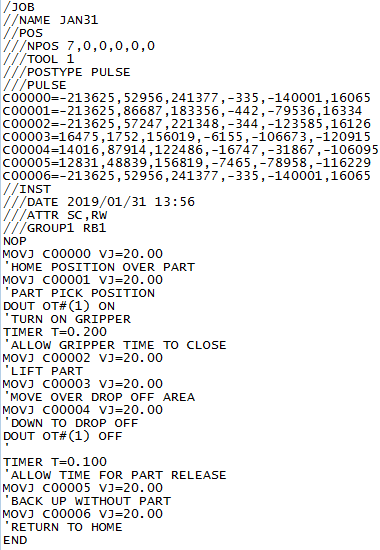 /JOB
//NAME JAN31
//POS
///NPOS 7,0,0,0,0,0
///TOOL 1
///POSTYPE PULSE
///PULSE
C00000=-213625,52956,241377,-335,-140001,16065
C00001=-213625,86687,183356,-442,-79536,16334
C00002=-213625,57247,221348,-344,-123585,16126
C00003=16475,1752,156019,-6155,-106673,-120915
C00004=14016,87914,122486,-16747,-31867,-106095
C00005=12831,48839,156819,-7465,-78958,-116229
C00006=-213625,52956,241377,-335,-140001,16065
//INST
///DATE 2019/01/31 13:56
///ATTR SC,RW
///GROUP1 RB1
NOP
MOVJ C00000 VJ=20.00
'HOME POSITION OVER PART
MOVJ C00001 VJ=20.00
'PART PICK POSITION
DOUT OT#(1) ON
'TURN ON GRIPPER
TIMER T=0.200
'ALLOW GRIPPER TIME TO CLOSE
MOVJ C00002 VJ=20.00
'LIFT PART
MOVJ C00003 VJ=20.00
'MOVE OVER DROP OFF AREA
MOVJ C00004 VJ=20.00
'DOWN TO DROP OFF
DOUT OT#(1) OFF
'
TIMER T=0.100
'ALLOW TIME FOR PART RELEASE
MOVJ C00005 VJ=20.00
'BACK UP WITHOUT PART
MOVJ C00006 VJ=20.00
'RETURN TO HOME
END